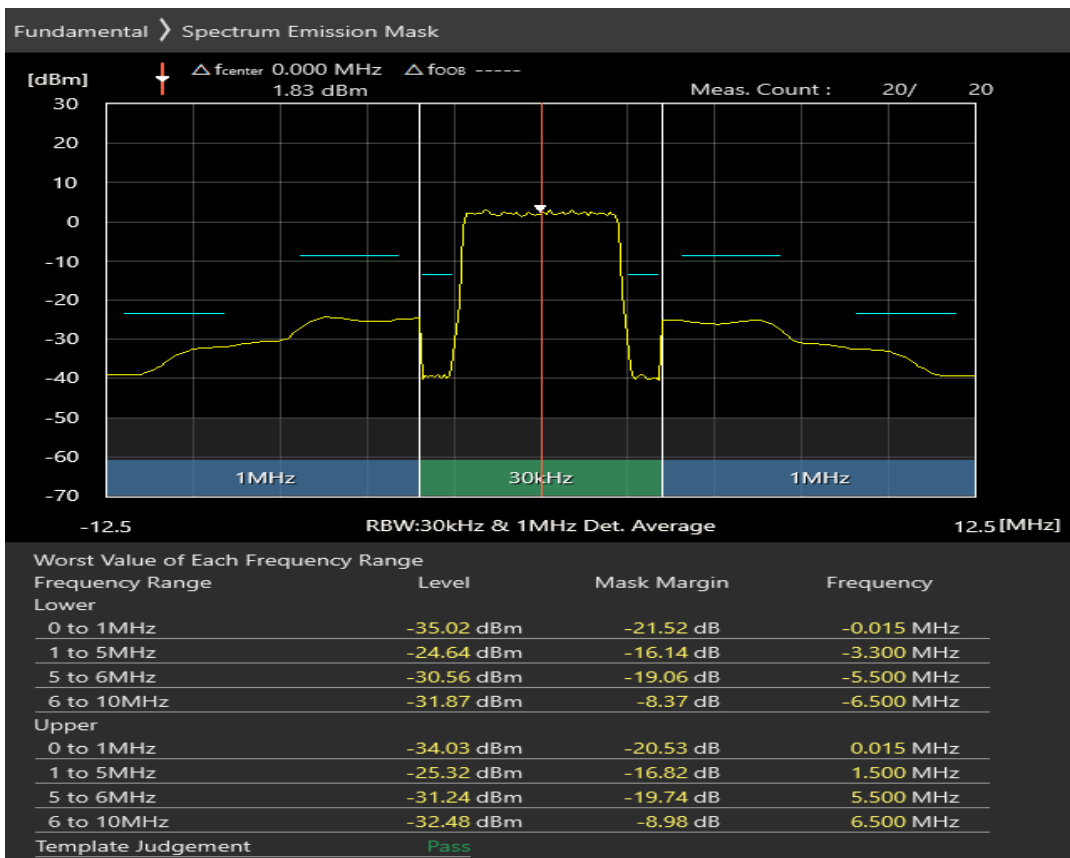 Fundamental ❯ Spectrum Emission Mask
△ fcenter 0.000 MHz △ fOOB -----
[dBm]
1.83 dBm Meas. Count : 20/ 20
30
20
10
0
-10
-20
-30
-40
-50
-60
1MHz 30kHz 1MHz
-70
-12.5 RBW:30kHz & 1MHz Det. Average 12.5 [MHz]
Worst Value of Each Frequency Range
Frequency Range Level Mask Margin Frequency
Lower
0 to 1MHz -35.02 dBm -21.52 dB -0.015 MHz
1 to 5MHz -24.64 dBm -16.14 dB -3.300 MHz
5 to 6MHz -30.56 dBm -19.06 dB -5.500 MHz
6 to 10MHz -31.87 dBm -8.37 dB -6.500 MHz
Upper
0 to 1MHz -34.03 dBm -20.53 dB 0.015 MHz
1 to 5MHz -25.32 dBm -16.82 dB 1.500 MHz
5 to 6MHz -31.24 dBm -19.74 dB 5.500 MHz
6 to 10MHz -32.48 dBm -8.98 dB 6.500 MHz
Template Judgement Pass